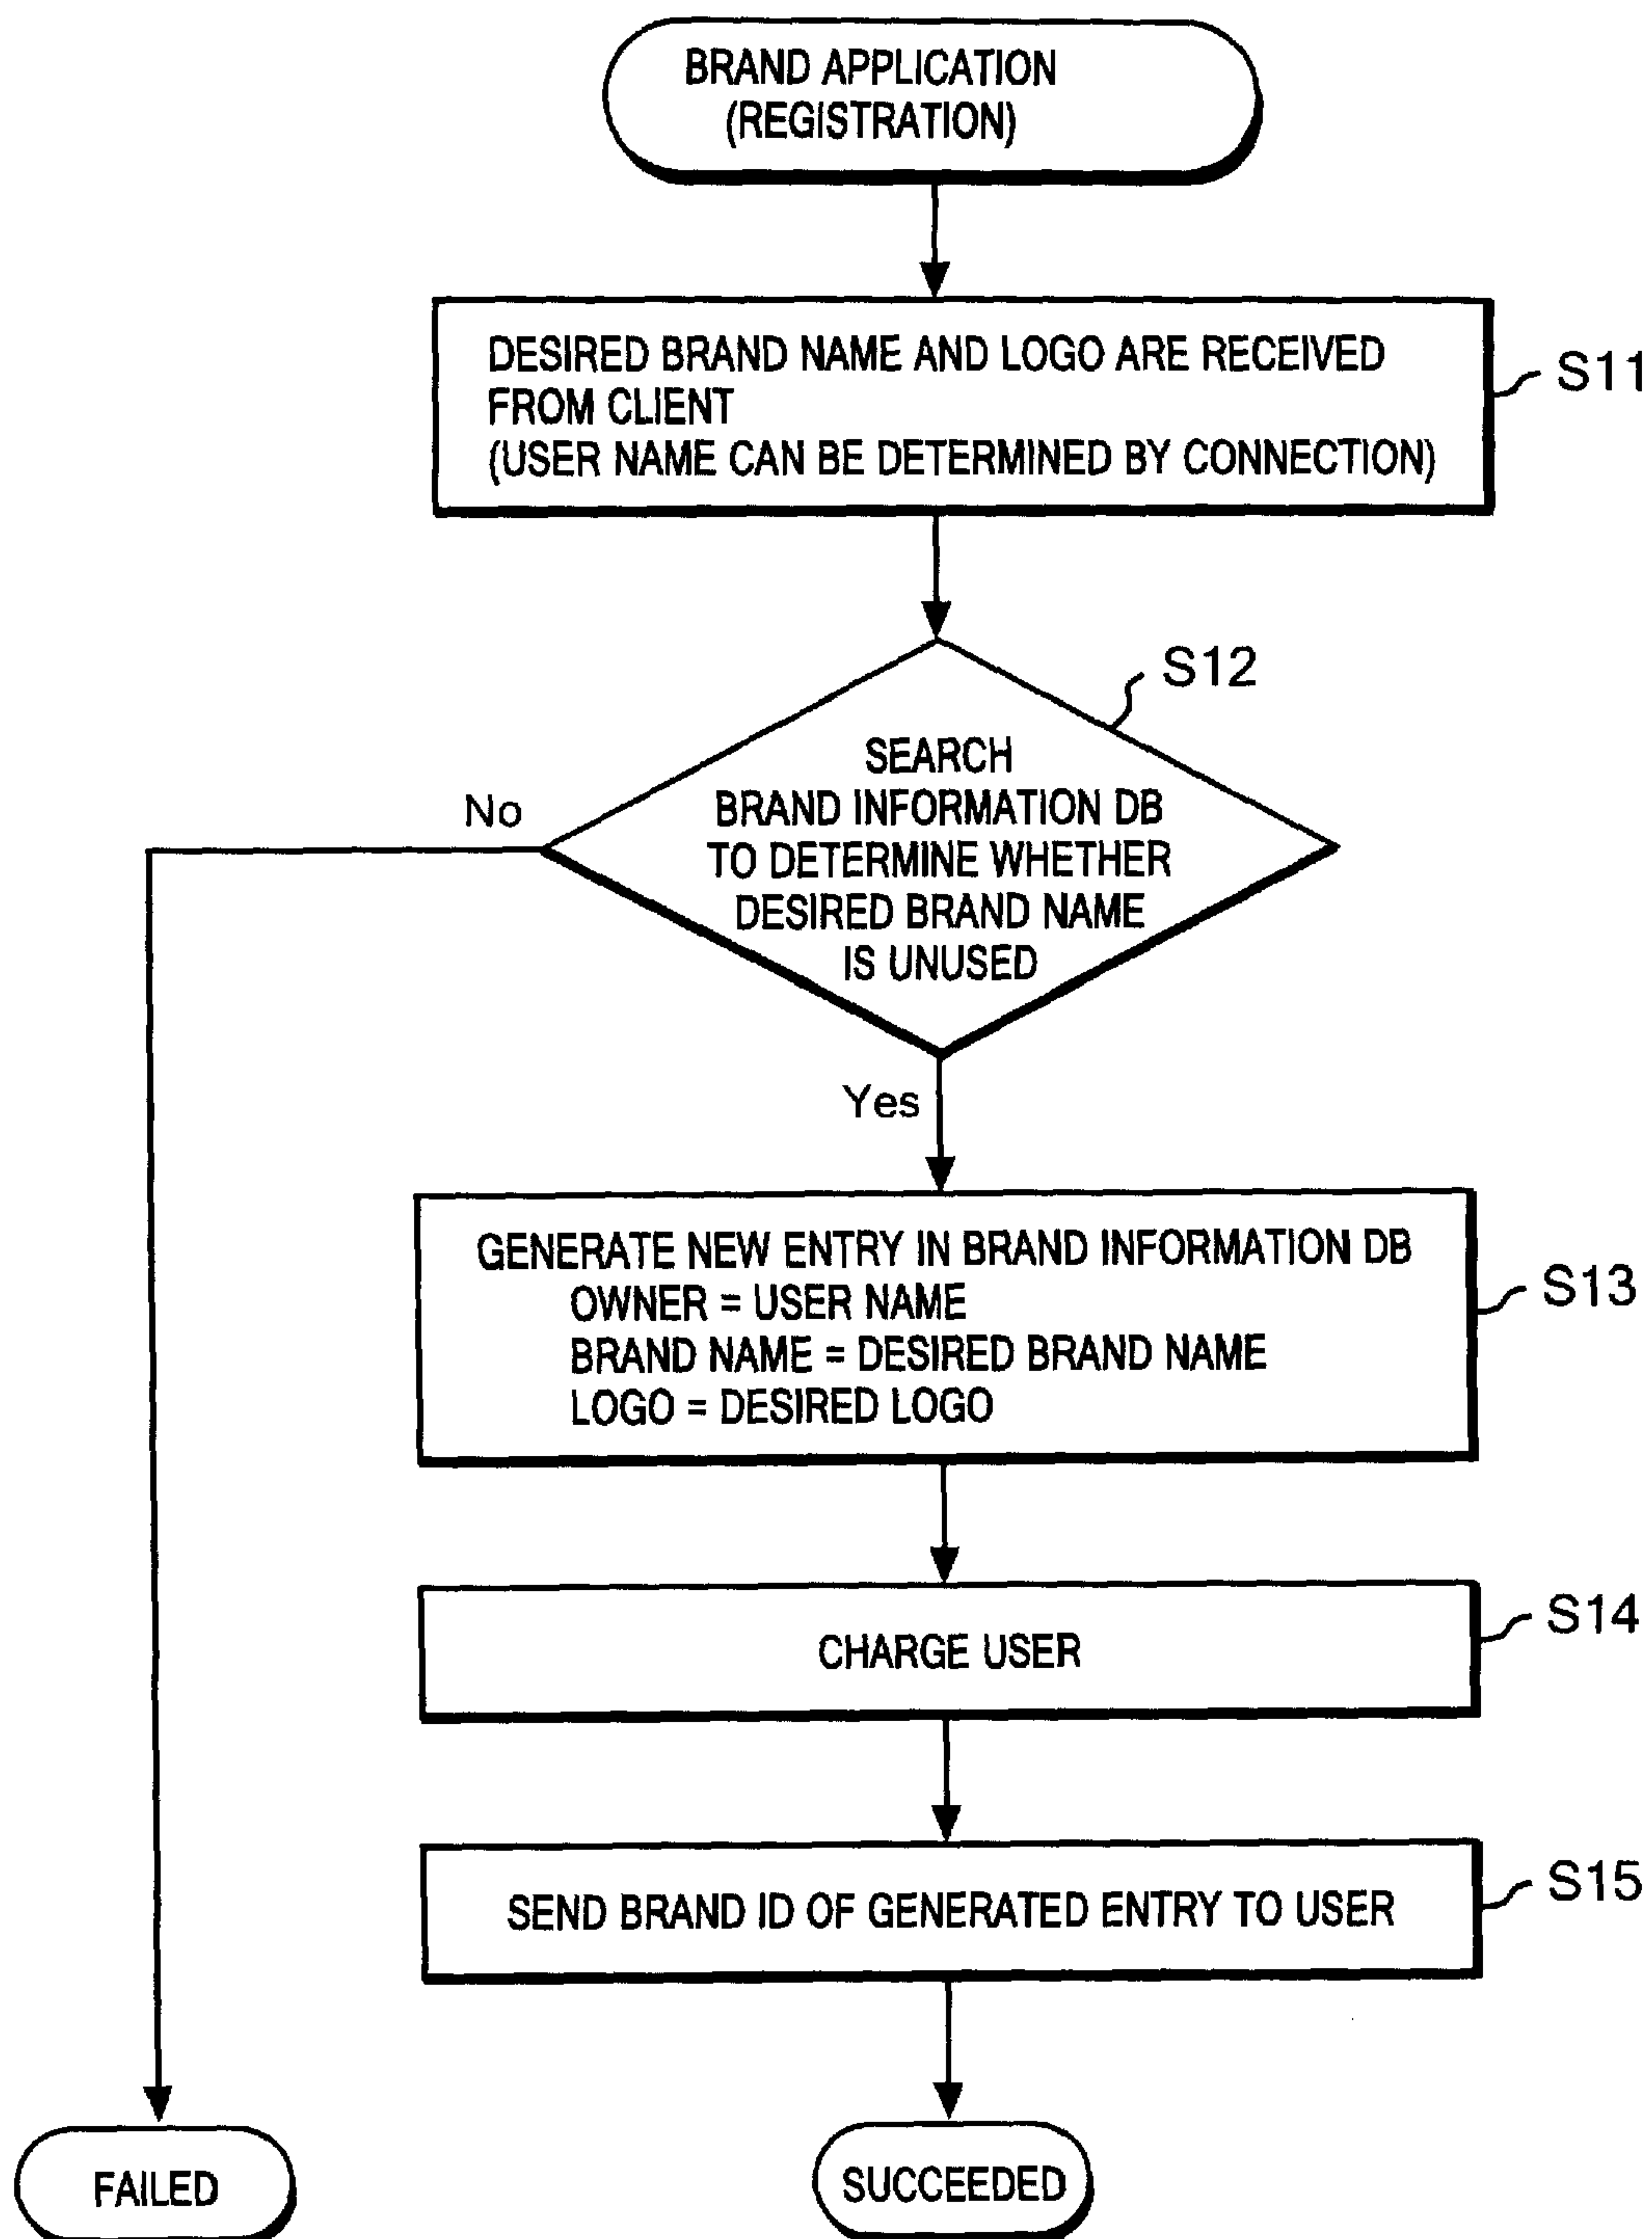 BRAND APPLICATION
(REGISTRATION)
DESIRED BRAND NAME AND LOGO ARE RECEIVED
FROM CLIENT
(USER NAME CAN BE DETERMINED BY CONNECTION)
S11
S12
SEARCH
BRAND INFORMATION DB
TO DETERMINE WHETHER
DESIRED BRAND NAME
IS UNUSED
No
Yes
GENERATE NEW ENTRY IN BRAND INFORMATION DB
OWNER = USER NAME
BRAND NAME = DESIRED BRAND NAME
LOGO = DESIRED LOGO
S13
CHARGE USER
S14
SEND BRAND ID OF GENERATED ENTRY TO USER
S15
FAILED
SUCCEEDED